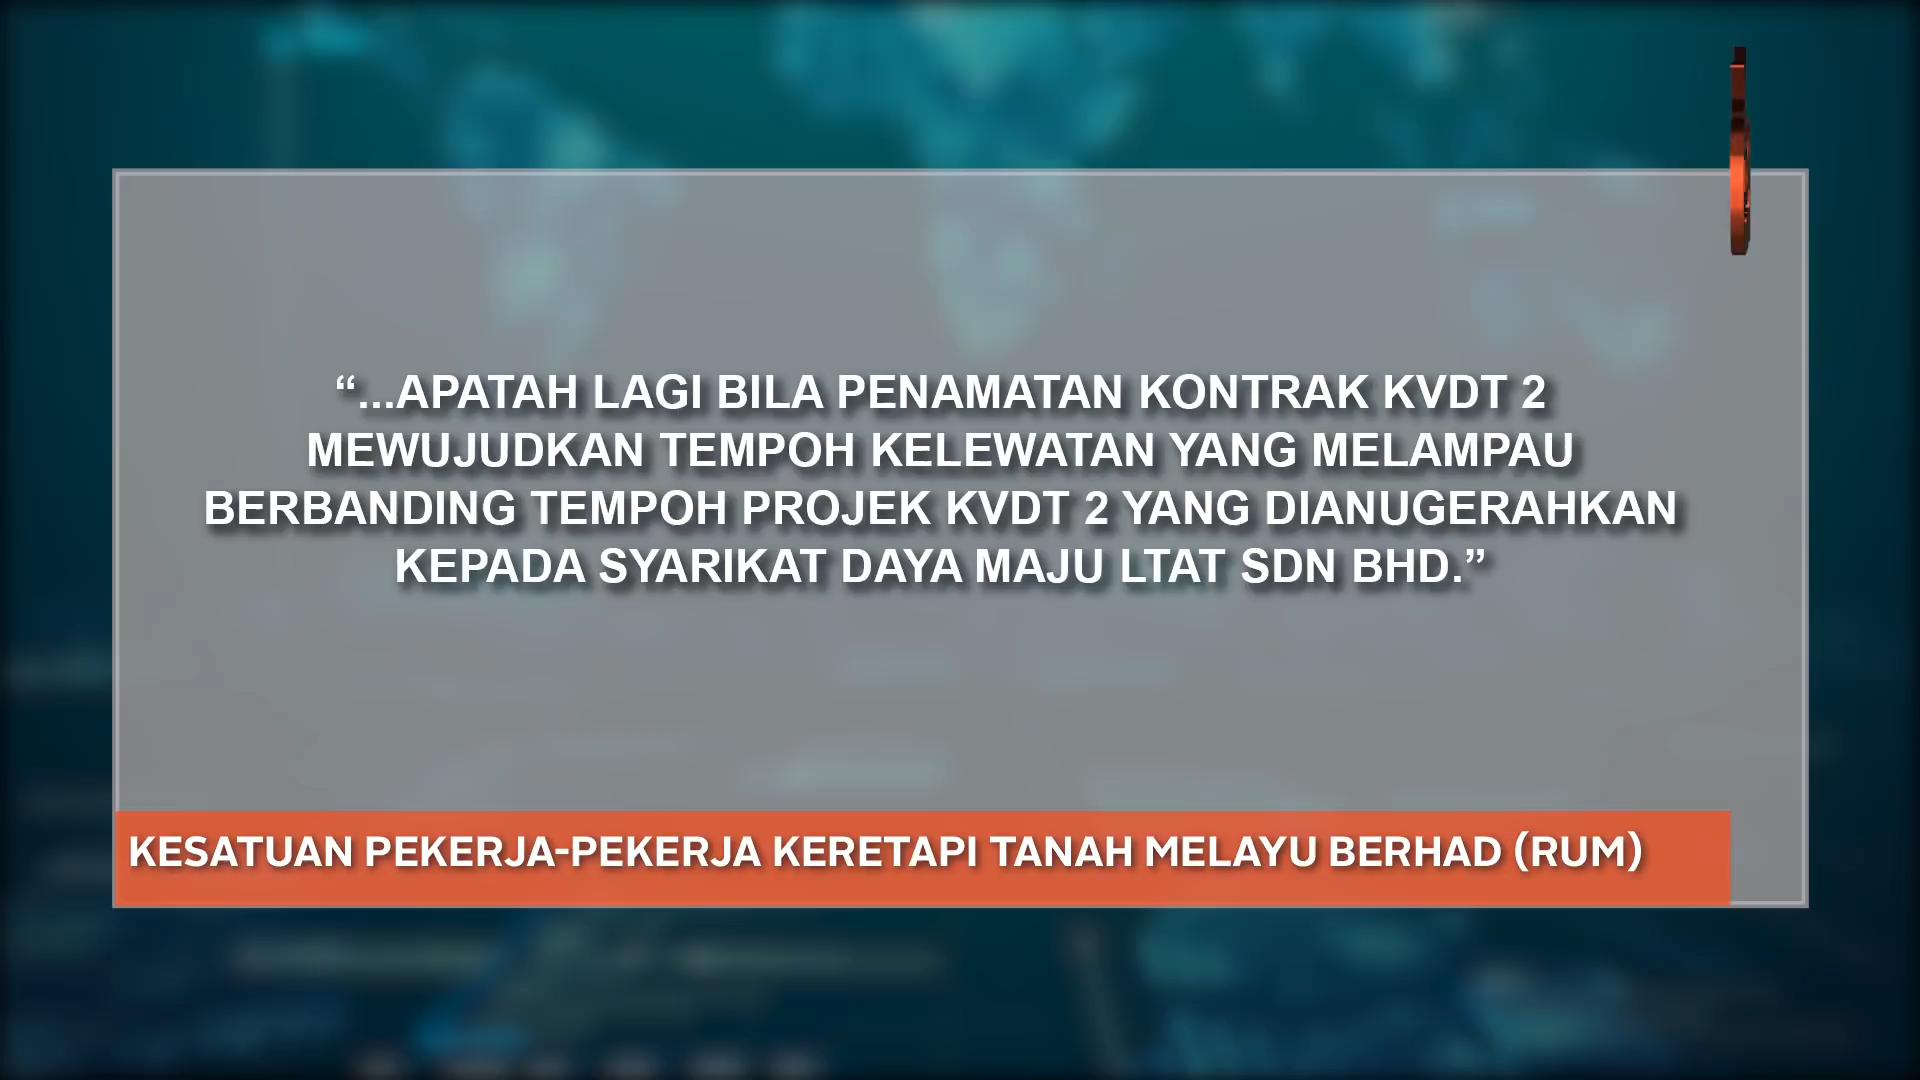 “...APATAH LAGI BILA PENAMATAN KONTRAK KVDT 2
MEWUJUDKAN TEMPOH KELEWATAN YANG MELAMPAU
BERBANDING TEMPOH PROJEK KVDT 2 YANG DIANUGERAHKAN
KEPADA SYARIKAT DAYA MAJU LTAT SDN BHD.”
KESATUAN PEKERJA-PEKERJA KERETAPI TANAH MELAYU BERHAD (RUM)